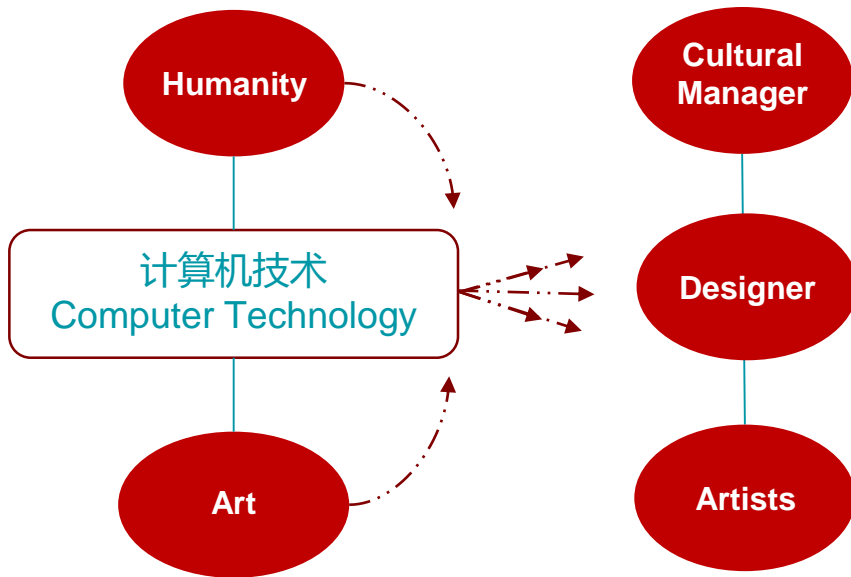 Humanity
计算机技术
Computer Technology
Art
Cultural
Manager
Designer
Artists